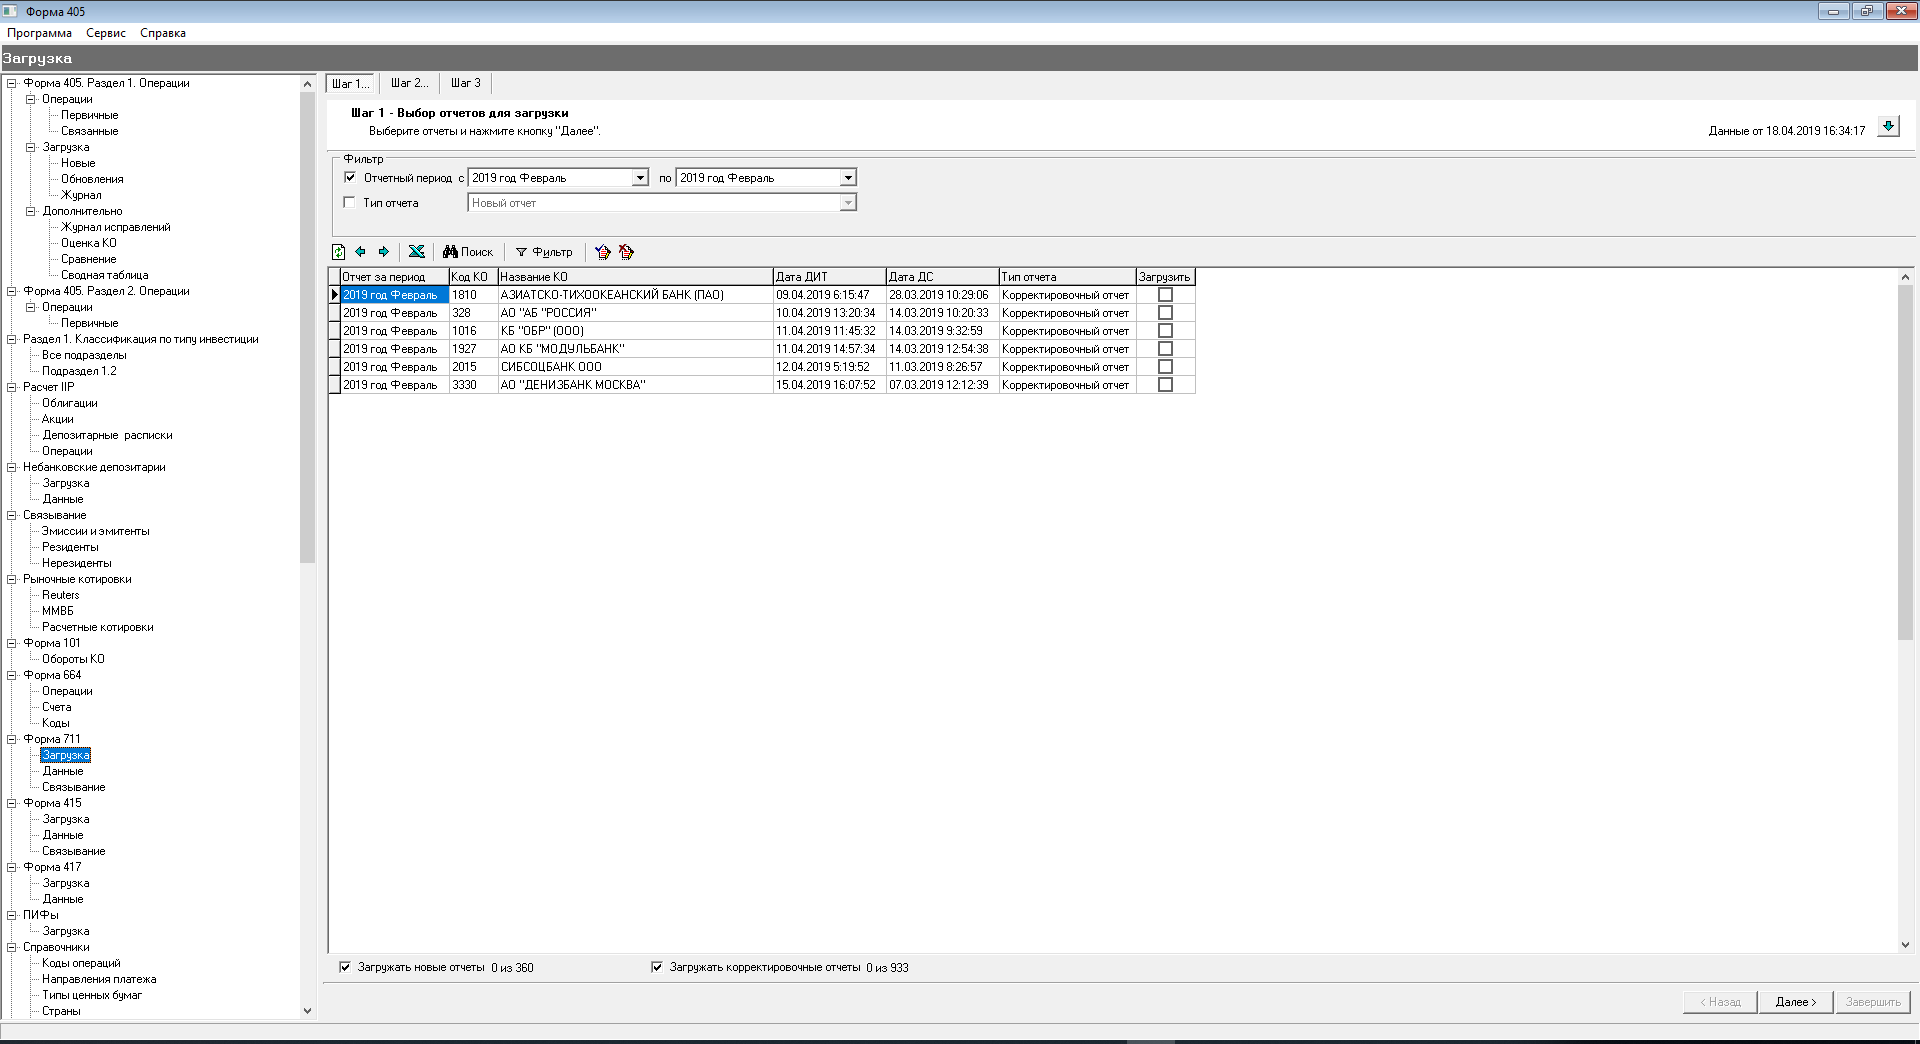 Форма 405
Программа Сервис Справка
Загрузка
Форма 405. Раздел 1. Операции
Операции
Первичные
Связанные
Загрузка
Новые
Обновления
Журнал
Дополнительно
Журнал исправлений
Оценка КО
Сравнение
Сводная таблица
Форма 405. Раздел 2. Операции
Операции
Первичные
Раздел 1. Классификация по типу инвестиции
Все подразделы
Подраздел 1.2
Расчет IIP
Облигации
Акции
Депозитарные расписки
Операции
Небанковские депозитарии
Загрузка
Данные
Связывание
Эмиссии и эмитенты
Резиденты
Нерезиденты
Рыночные котировки
Reuters
ММВБ
Расчетные котировки
Форма 101
Обороты КО
Форма 664
Операции
Счета
Коды
Форма 711
Загрузка
Данные
Связывание
Форма 415
Загрузка
Данные
Связывание
Форма 417
Загрузка
Данные
ПИФы
Загрузка
Справочники
Коды операций
Направления платежа
Типы ценных бумаг
Страны
Шаг 1... Шаг 2... Шаг 3
Шаг 1 - Выбор отчетов для загрузки
Выберите отчеты и нажмите кнопку "Далее".
Данные от 18.04.2019 16:34:17
Фильтр
Отчетный период с 2019 год Февраль по 2019 год Февраль
Тип отчета Новый отчет
Поиск Фильтр
Отчет за период Код КО Название КО Дата ДИТ Дата ДС Тип отчета Загрузить
2019 год Февраль 1810 АЗИАТСКО-ТИХООКЕАНСКИЙ БАНК (ПАО) 09.04.2019 6:15:47 28.03.2019 10:29:06 Корректировочный отчет
2019 год Февраль 328 АО "АБ "РОССИЯ" 10.04.2019 13:20:34 14.03.2019 10:20:33 Корректировочный отчет
2019 год Февраль 1016 КБ "ОБР" (ООО) 11.04.2019 11:45:32 14.03.2019 9:32:59 Корректировочный отчет
2019 год Февраль 1927 АО КБ "МОДУЛЬБАНК" 11.04.2019 14:57:34 14.03.2019 12:54:38 Корректировочный отчет
2019 год Февраль 2015 СИБСОЦБАНК ООО 12.04.2019 5:19:52 11.03.2019 8:26:57 Корректировочный отчет
2019 год Февраль 3330 АО "ДЕНИЗБАНК МОСКВА" 15.04.2019 16:07:52 07.03.2019 12:12:39 Корректировочный отчет
Загружать новые отчеты 0 из 360 Загружать корректировочные отчеты 0 из 933
< Назад Далее > Завершить